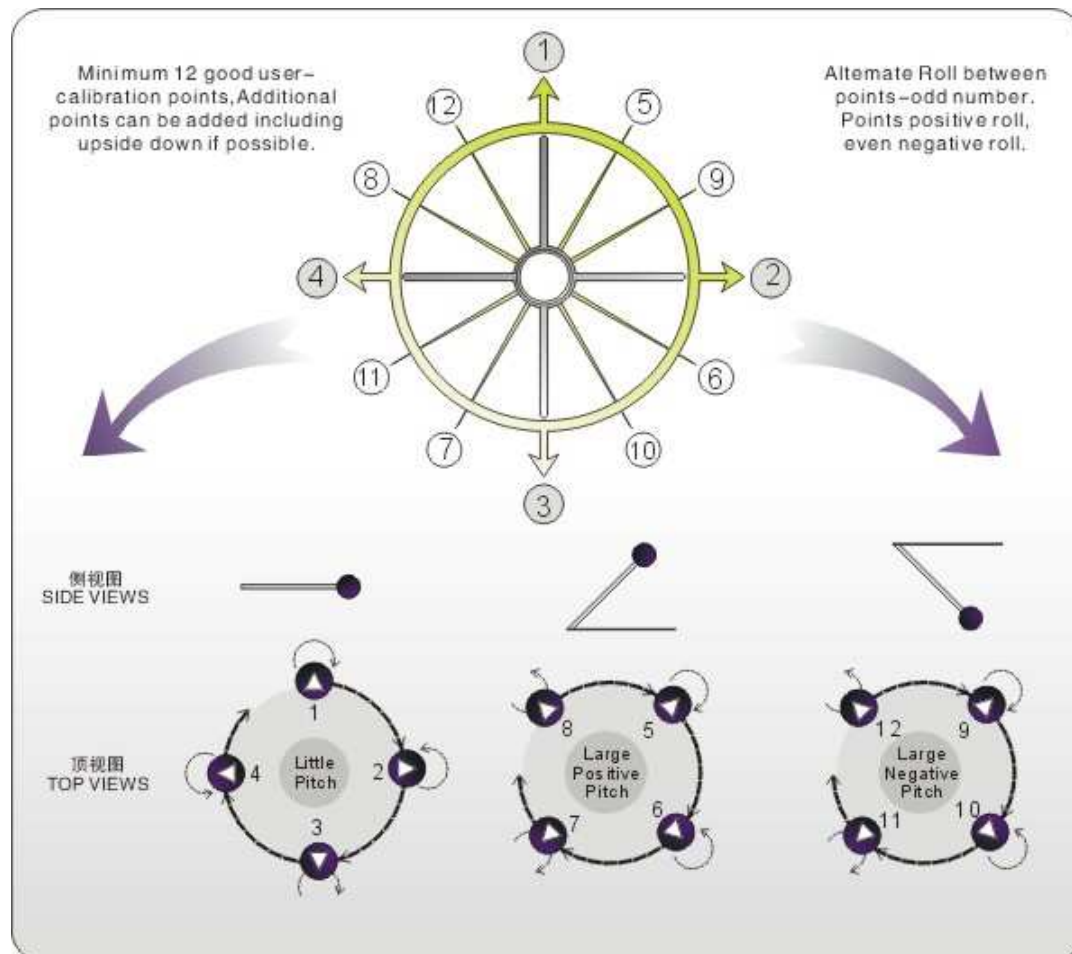 Minimum 12 good user-
calibration points,Additional
points can be added including
upside down if possible.
Alternate Roll between
points-odd number.
Points positive roll,
even negative roll.
1
12
5
8
9
4
2
11
6
7
10
3
侧视图
SIDE VIEWS
顶视图
TOP VIEWS
1
4
Little
Pitch
2
3
8
5
Large
Positive
Pitch
7
6
12
9
Large
Negative
Pitch
11
10